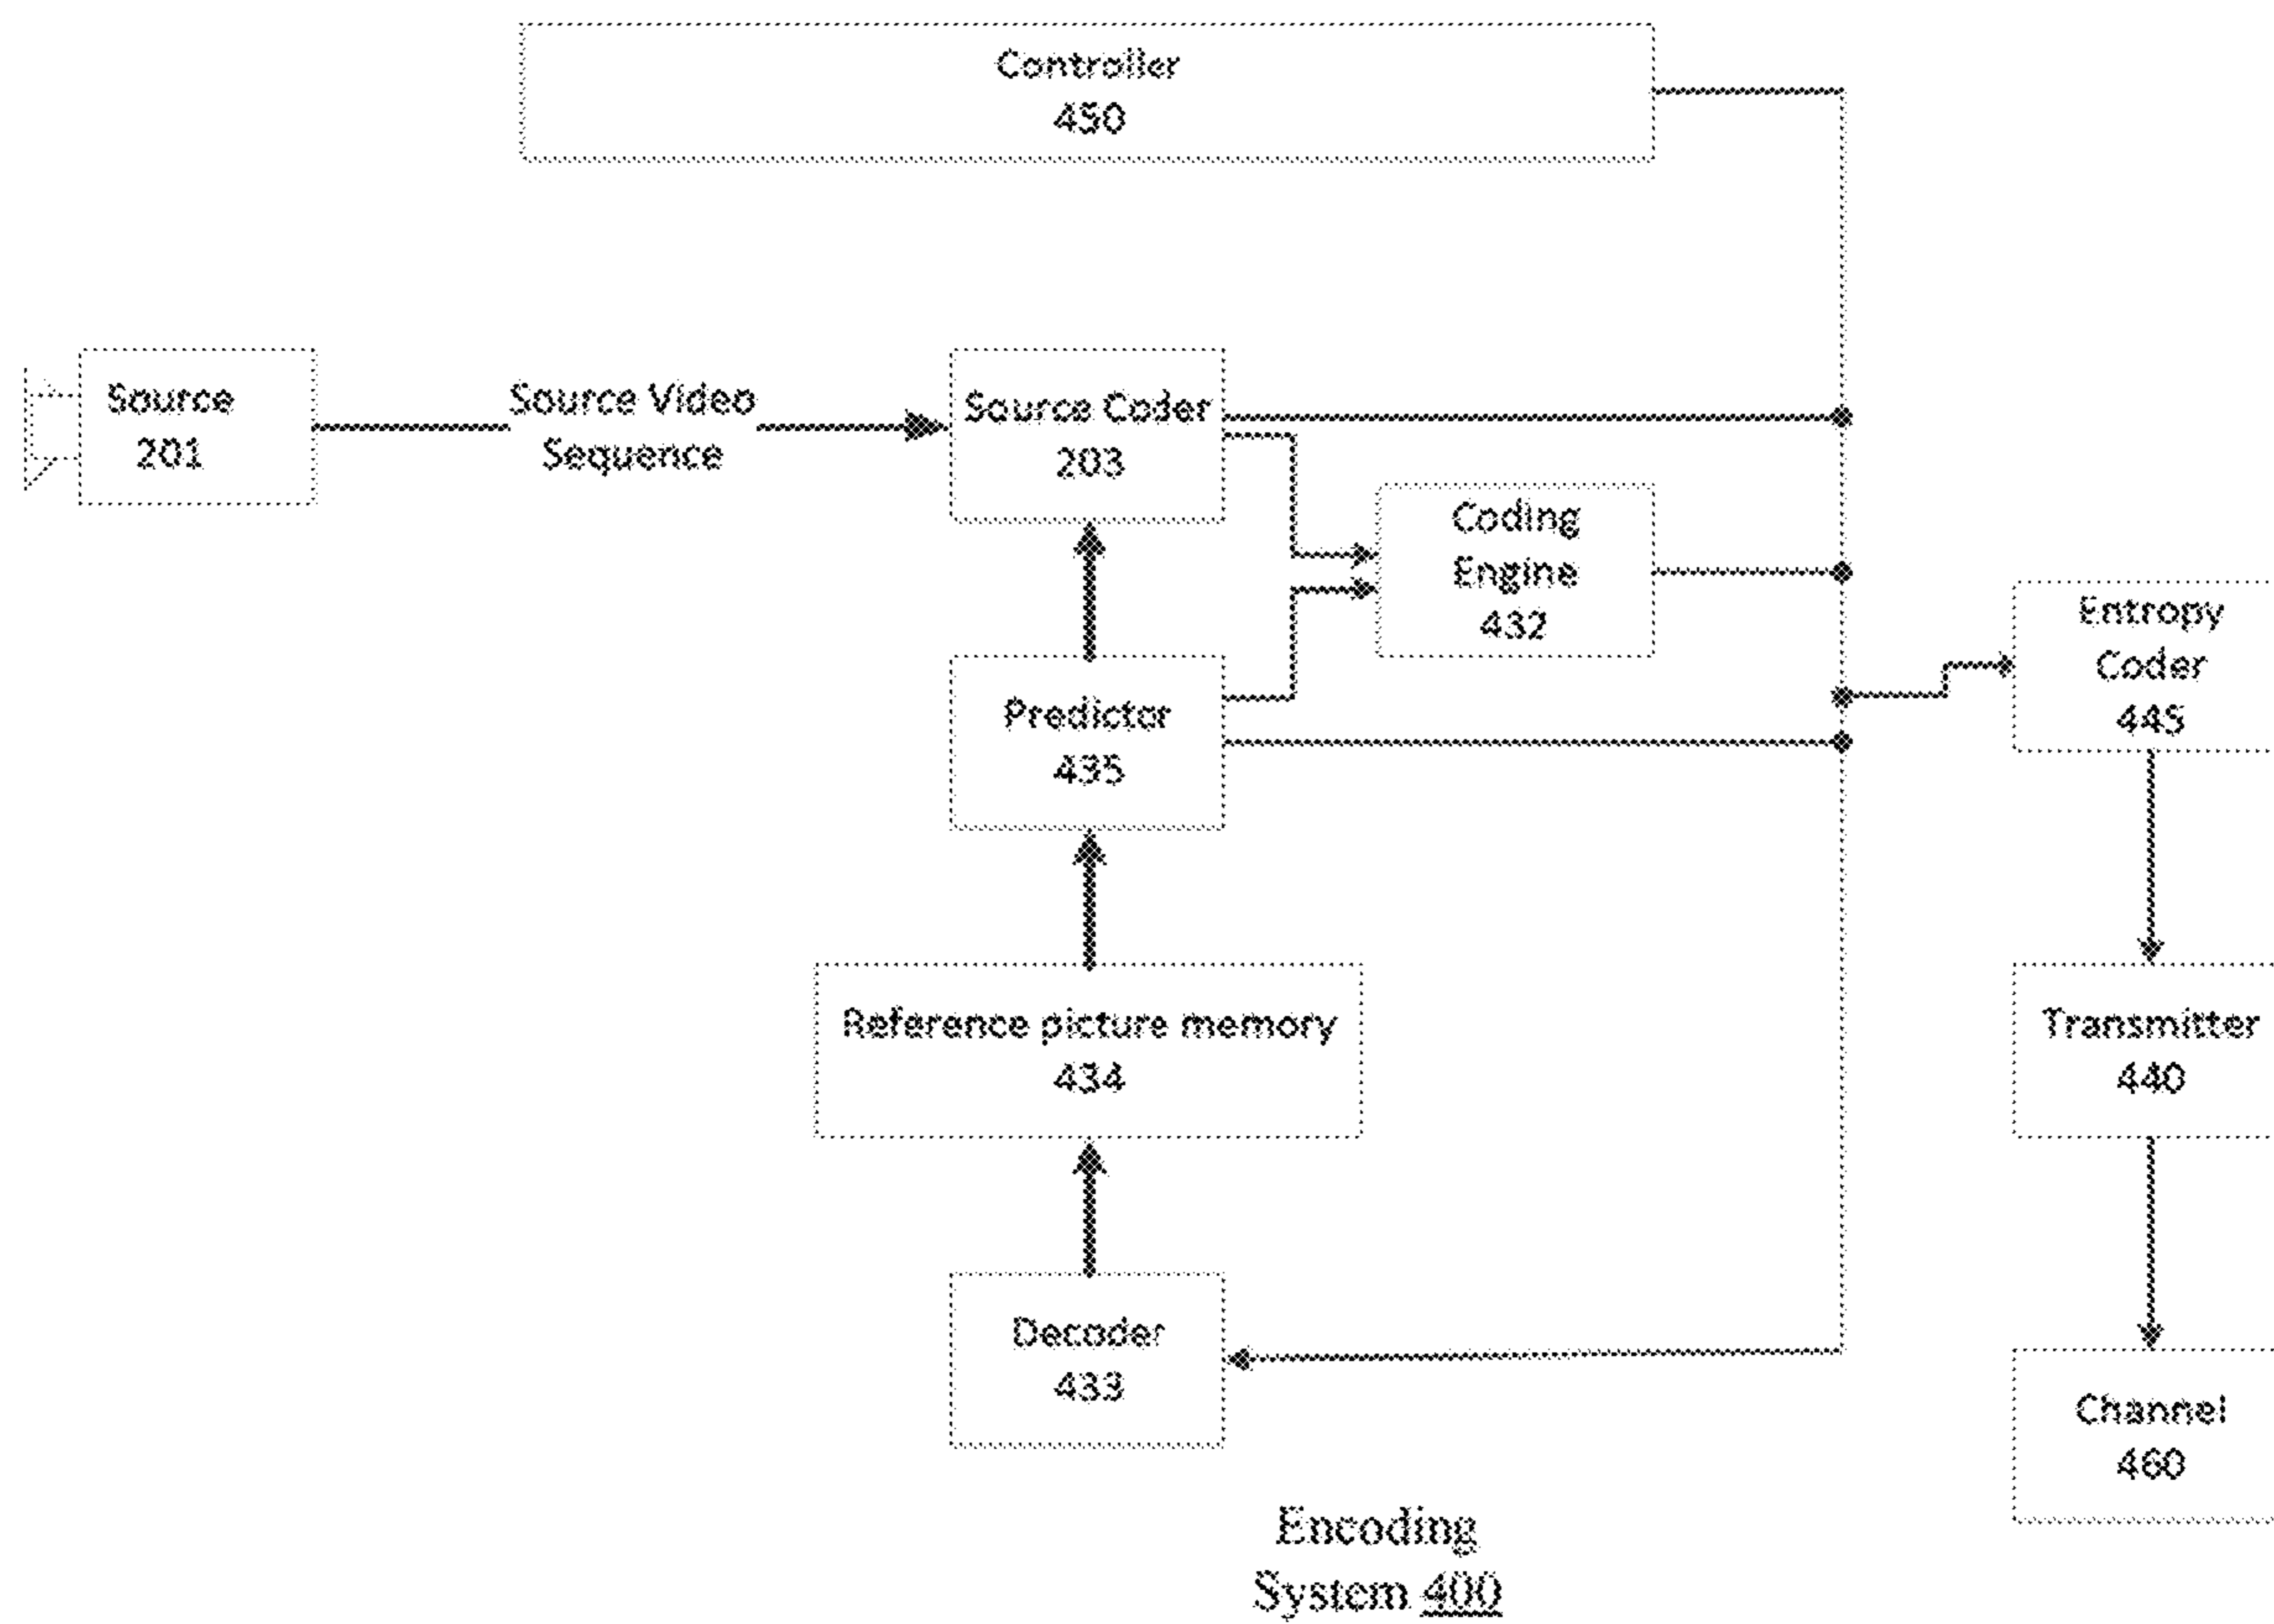 Controller
450
Source
201
Source Video
Sequence
Source Coder
203
Coding
Engine
432
Entropy
Coder
445
Predictor
435
Reference picture memory
434
Transmitter
440
Decoder
433
Channel
460
Encoding
System 400